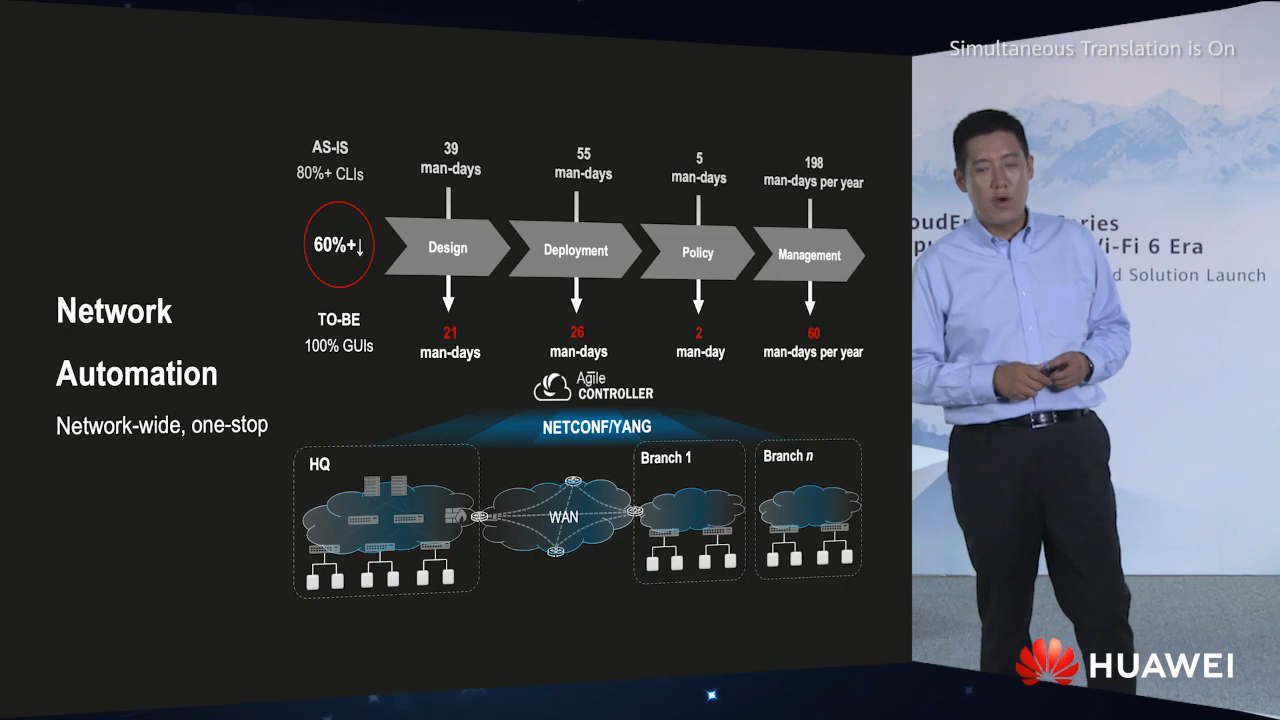 Simultaneous Translation is On
AS-IS
80%+ CLIs
39
man-days
55
man-days
5
man-days
198
man-days per year
60%+↓
Design
Deployment
Policy
Management
TO-BE
100% GUIs
21
man-days
26
man-days
2
man-day
60
man-days per year
Network
Automation
Network-wide, one-stop
Agile
CONTROLLER
NETCONF/YANG
HQ
WAN
Branch 1
Branch n
Series
Wi-Fi 6 Era
Solution Launch
HUAWEI